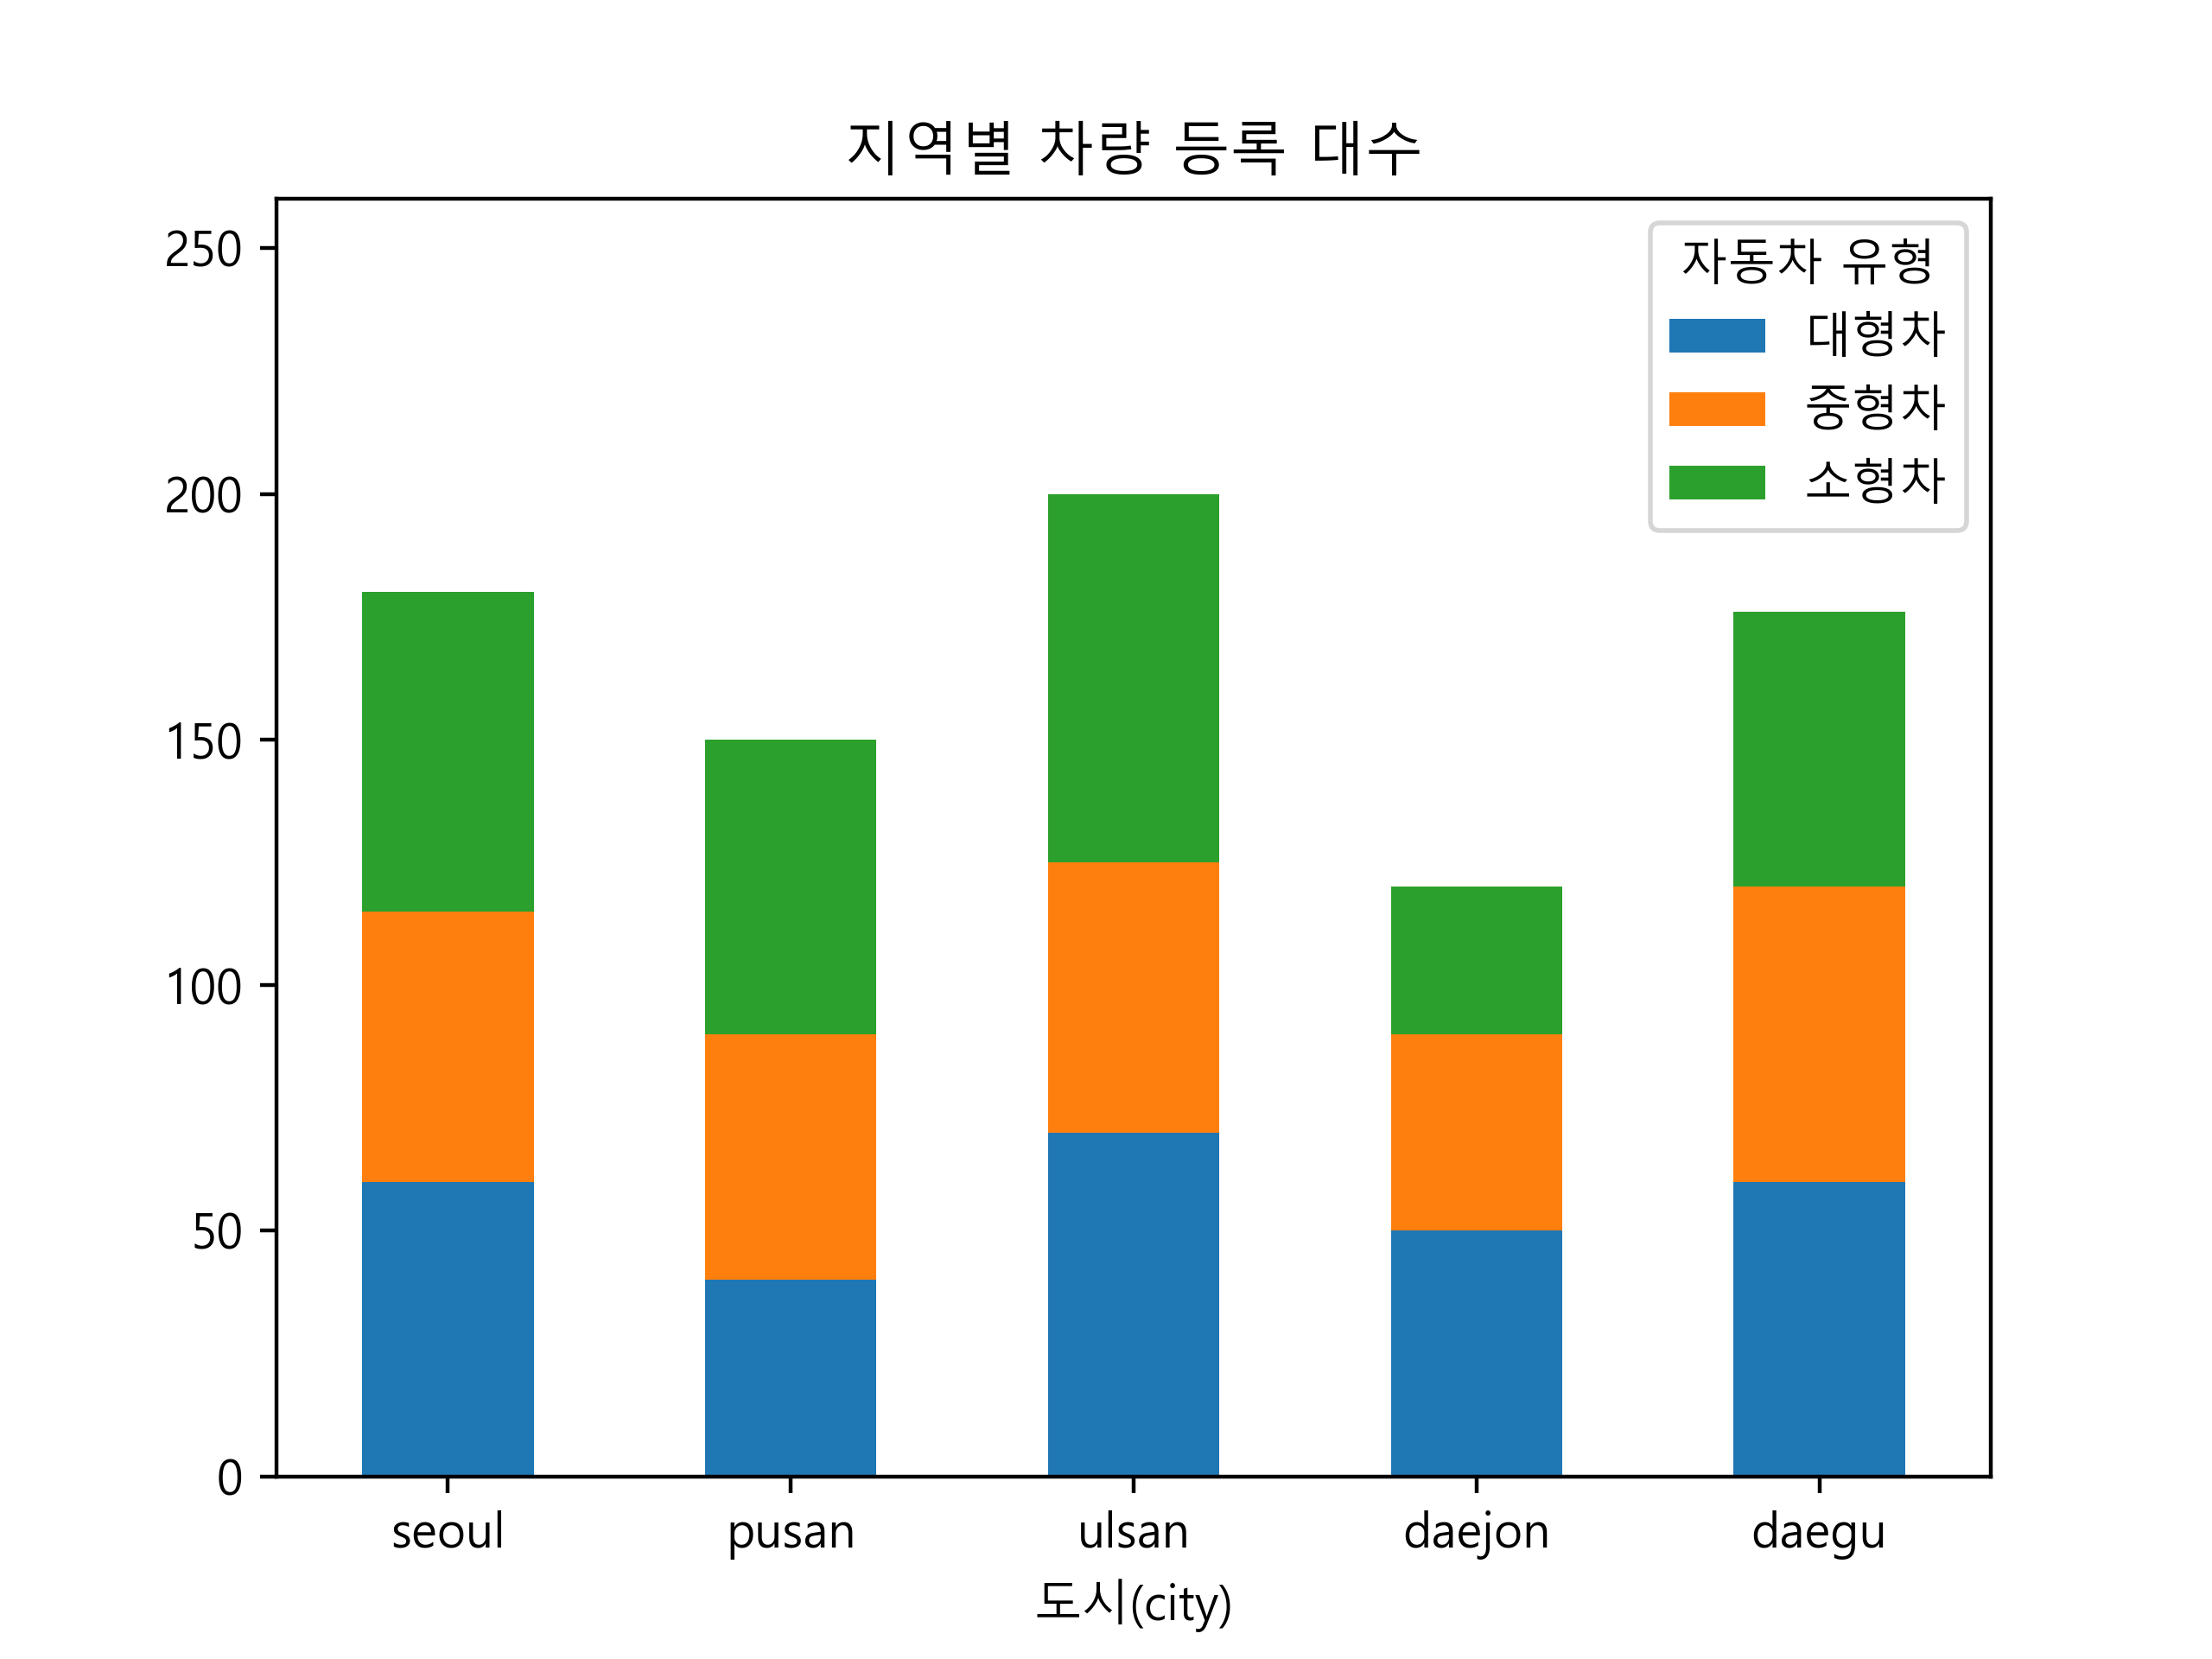 지역별 차량 등록 대수
자동차 유형
대형차
중형차
소형차
250
200
150
100
50
0
seoul pusan ulsan daejon daegu
도시(city)